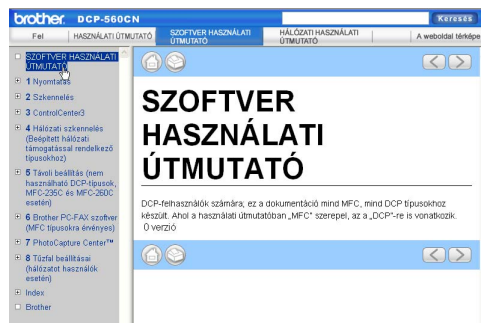 brother. DCP-560CN
Keresés
Fel
HASZNÁLATI ÚTMUTATÓ
SZOFTVER HASZNÁLATI
ÚTMUTATÓ
HÁLÓZATI HASZNÁLATI
ÚTMUTATÓ
A weboldal térképe
SZOFTVER HASZNÁLATI
ÚTMUTATÓ
1 Nyomtatás
2 Szkennelés
3 ControlCenter3
4 Hálózati szkennelés
(Beépített hálózati
támogatással rendelkező
típusokhoz)
5 Távoli beállítás (nem
használható DCP-típusok,
MFC-235C és MFC-260C
esetén)
6 Brother PC-FAX szoftver
(MFC típusokra érvényes)
7 PhotoCapture Center™
8 Tűzfal beállításai
(hálózatot használók
esetén)
Index
Brother
SZOFTVER
HASZNÁLATI
ÚTMUTATÓ
DCP-felhasználók számára; ez a dokumentáció mind MFC, mind DCP típusokhoz
készült. Ahol a használati útmutatóban „MFC” szerepel, az a „DCP”-re is vonatkozik.
0 verzió